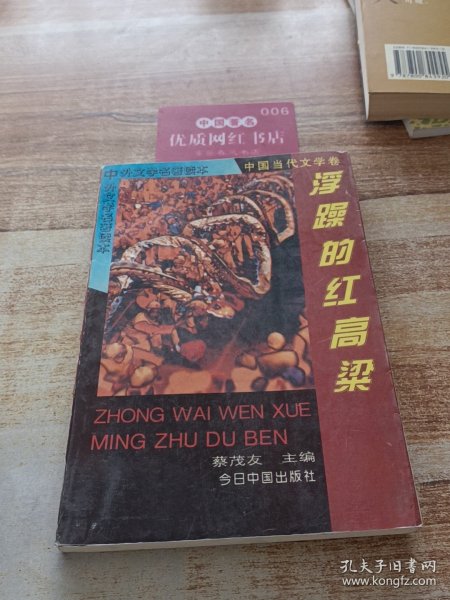 006
中国著名
优质网红书店
中国当代文学卷
浮躁的红高粱
ZHONG WAI WEN XUE
MING ZHU DU BEN
蔡茂友 主编
今日中国出版社
孔夫子旧书网
www.kongfz.com